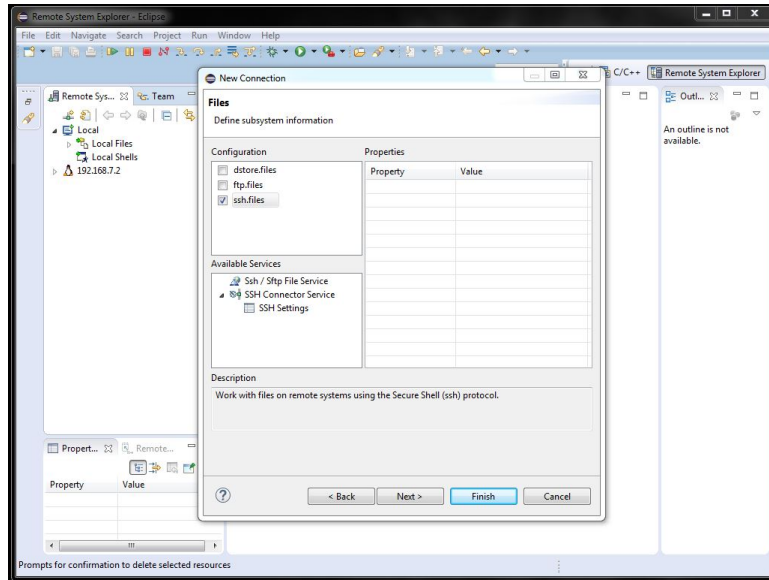 Remote System Explorer - Eclipse
File Edit Navigate Search Project Run Window Help
C/C++ Remote System Explorer
Remote Sys... Team
Local
Local Files
Local Shells
192.168.7.2
New Connection
Files
Define subsystem information
Configuration
dstore.files
ftp.files
ssh.files
Properties
Property Value
Available Services
Ssh / Sftp File Service
SSH Connector Service
SSH Settings
Description
Work with files on remote systems using the Secure Shell (ssh) protocol.
< Back Next > Finish Cancel
Outl...
An outline is not
available.
Propert... Remote...
Property Value
Prompts for confirmation to delete selected resources